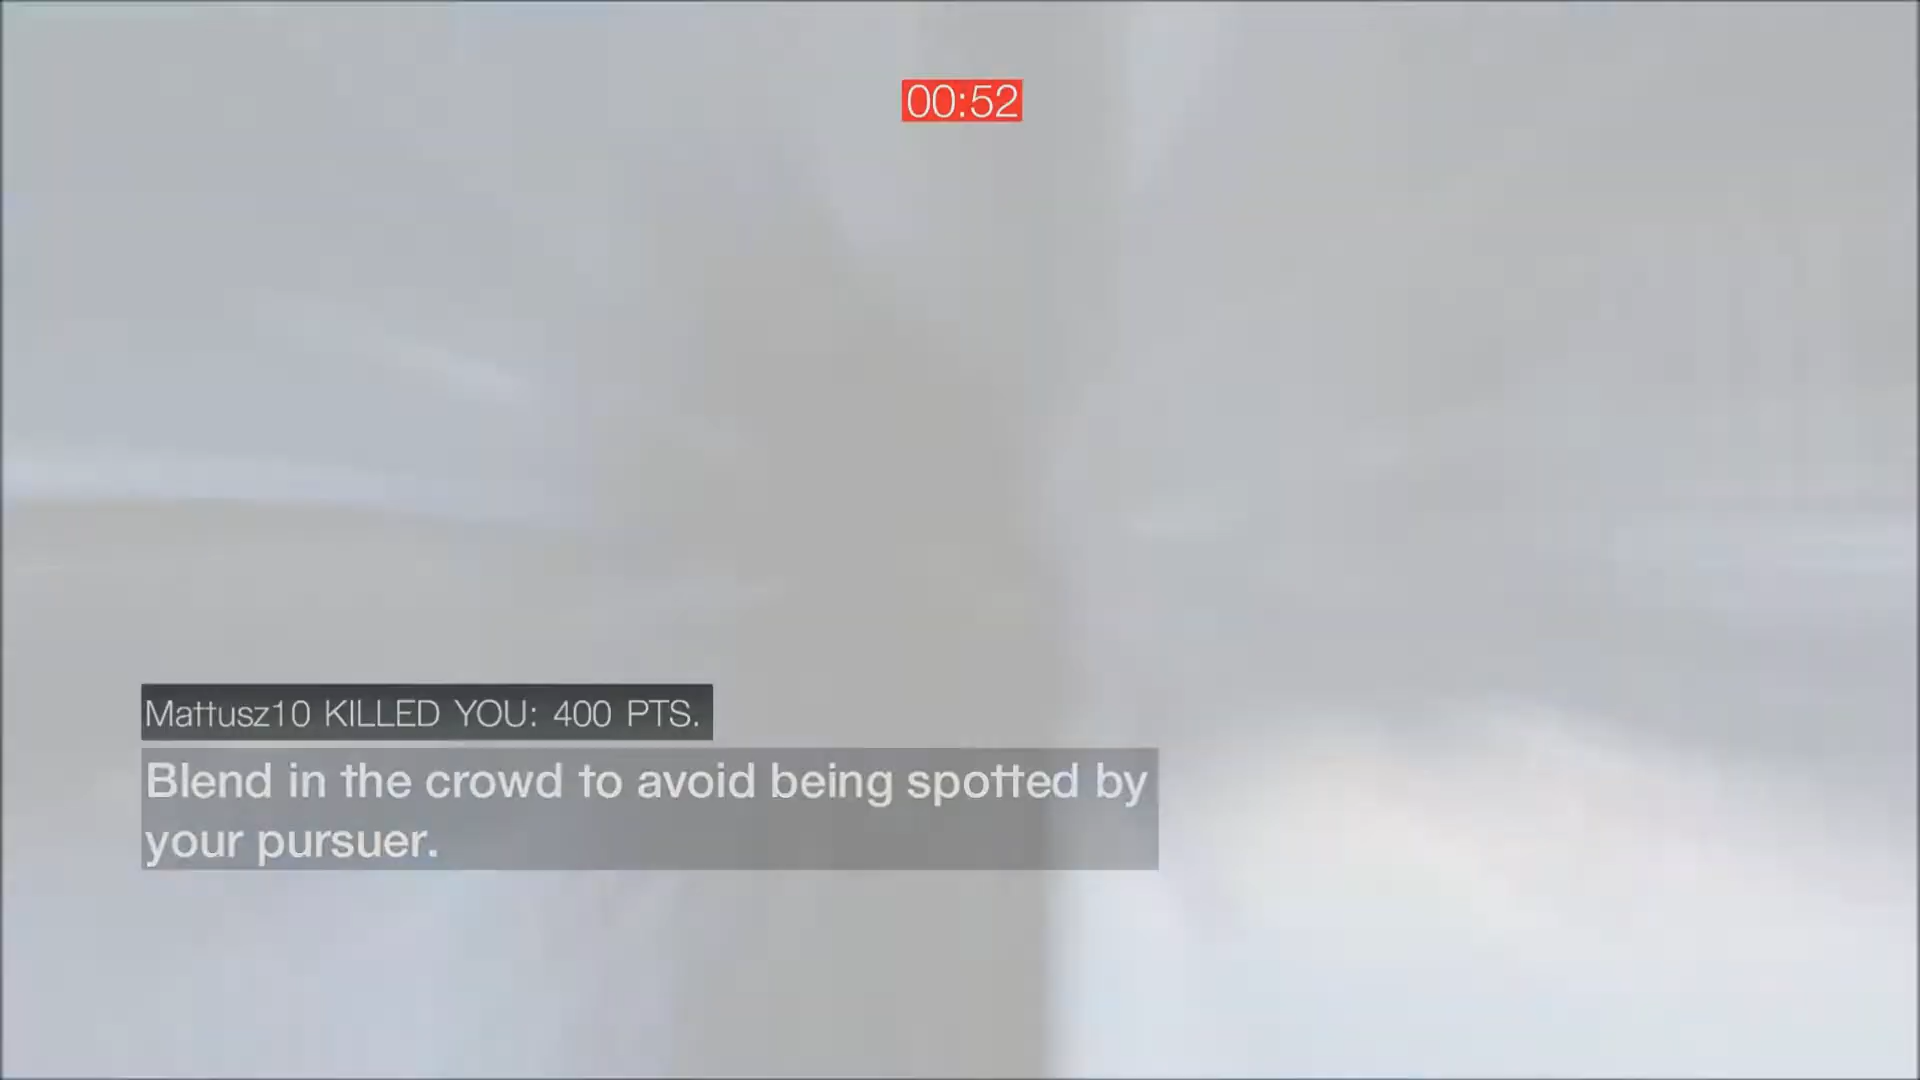 00:52
Mattusz10 KILLED YOU: 400 PTS.
Blend in the crowd to avoid being spotted by
your pursuer.